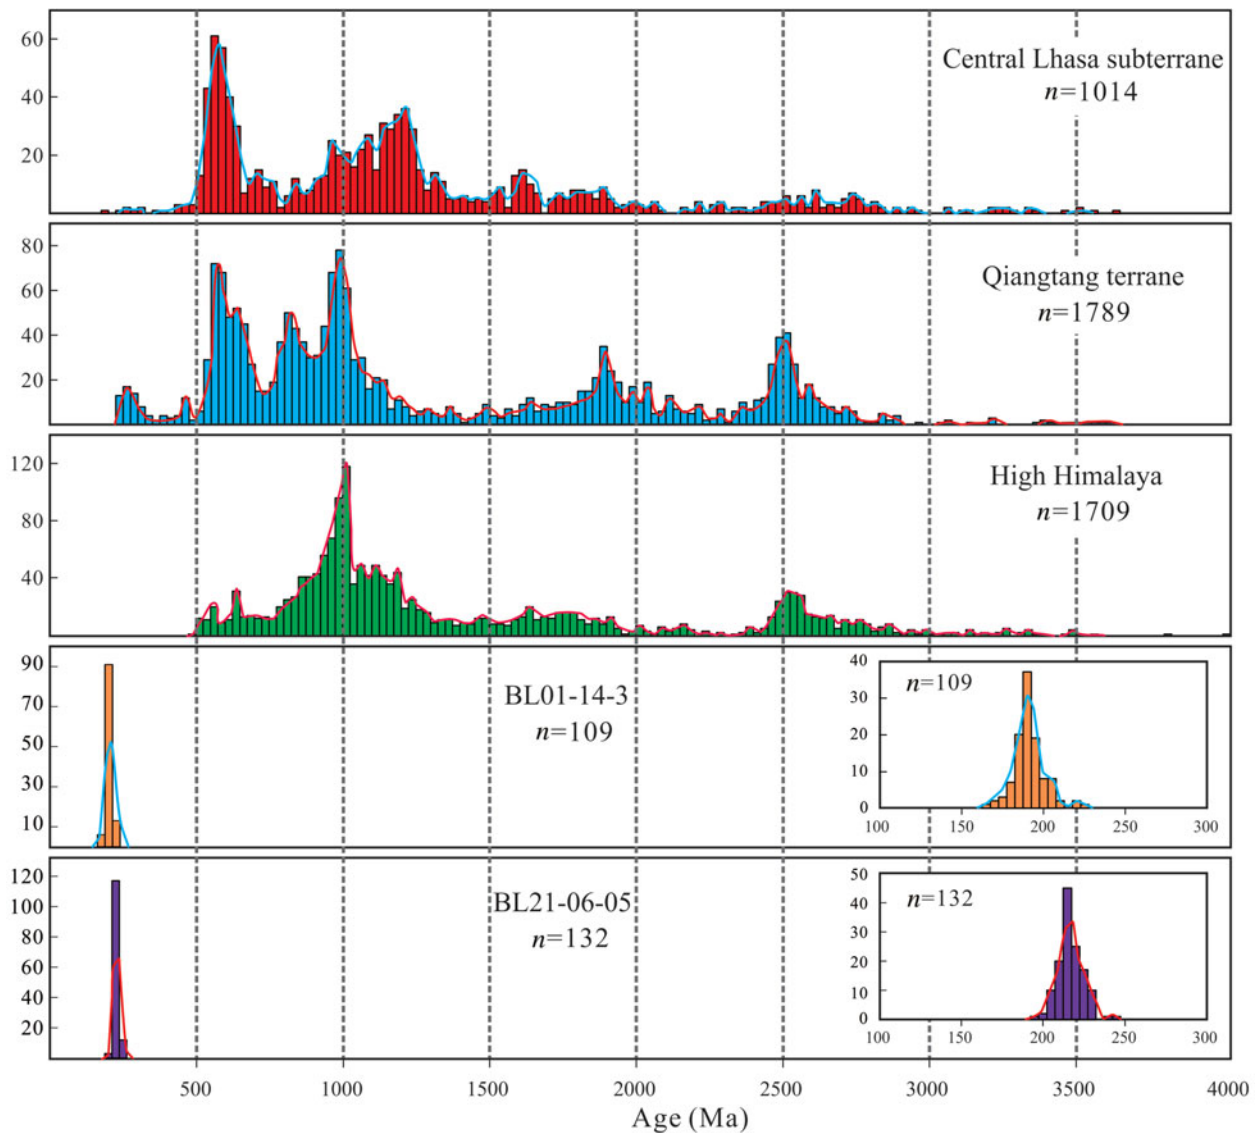 60
40
20
Central Lhasa subterrane
n=1014
80
60
40
20
Qiangtang terrane
n=1789
120
80
40
High Himalaya
n=1709
90
70
50
30
10
BL01-14-3
n=109
40
30
20
10
0
n=109
100 150 200 250 300
120
100
80
60
40
20
BL21-06-05
n=132
50
40
30
20
10
0
n=132
100 150 200 250 300
500 1000 1500 2000 2500 3000 3500 4000
Age (Ma)